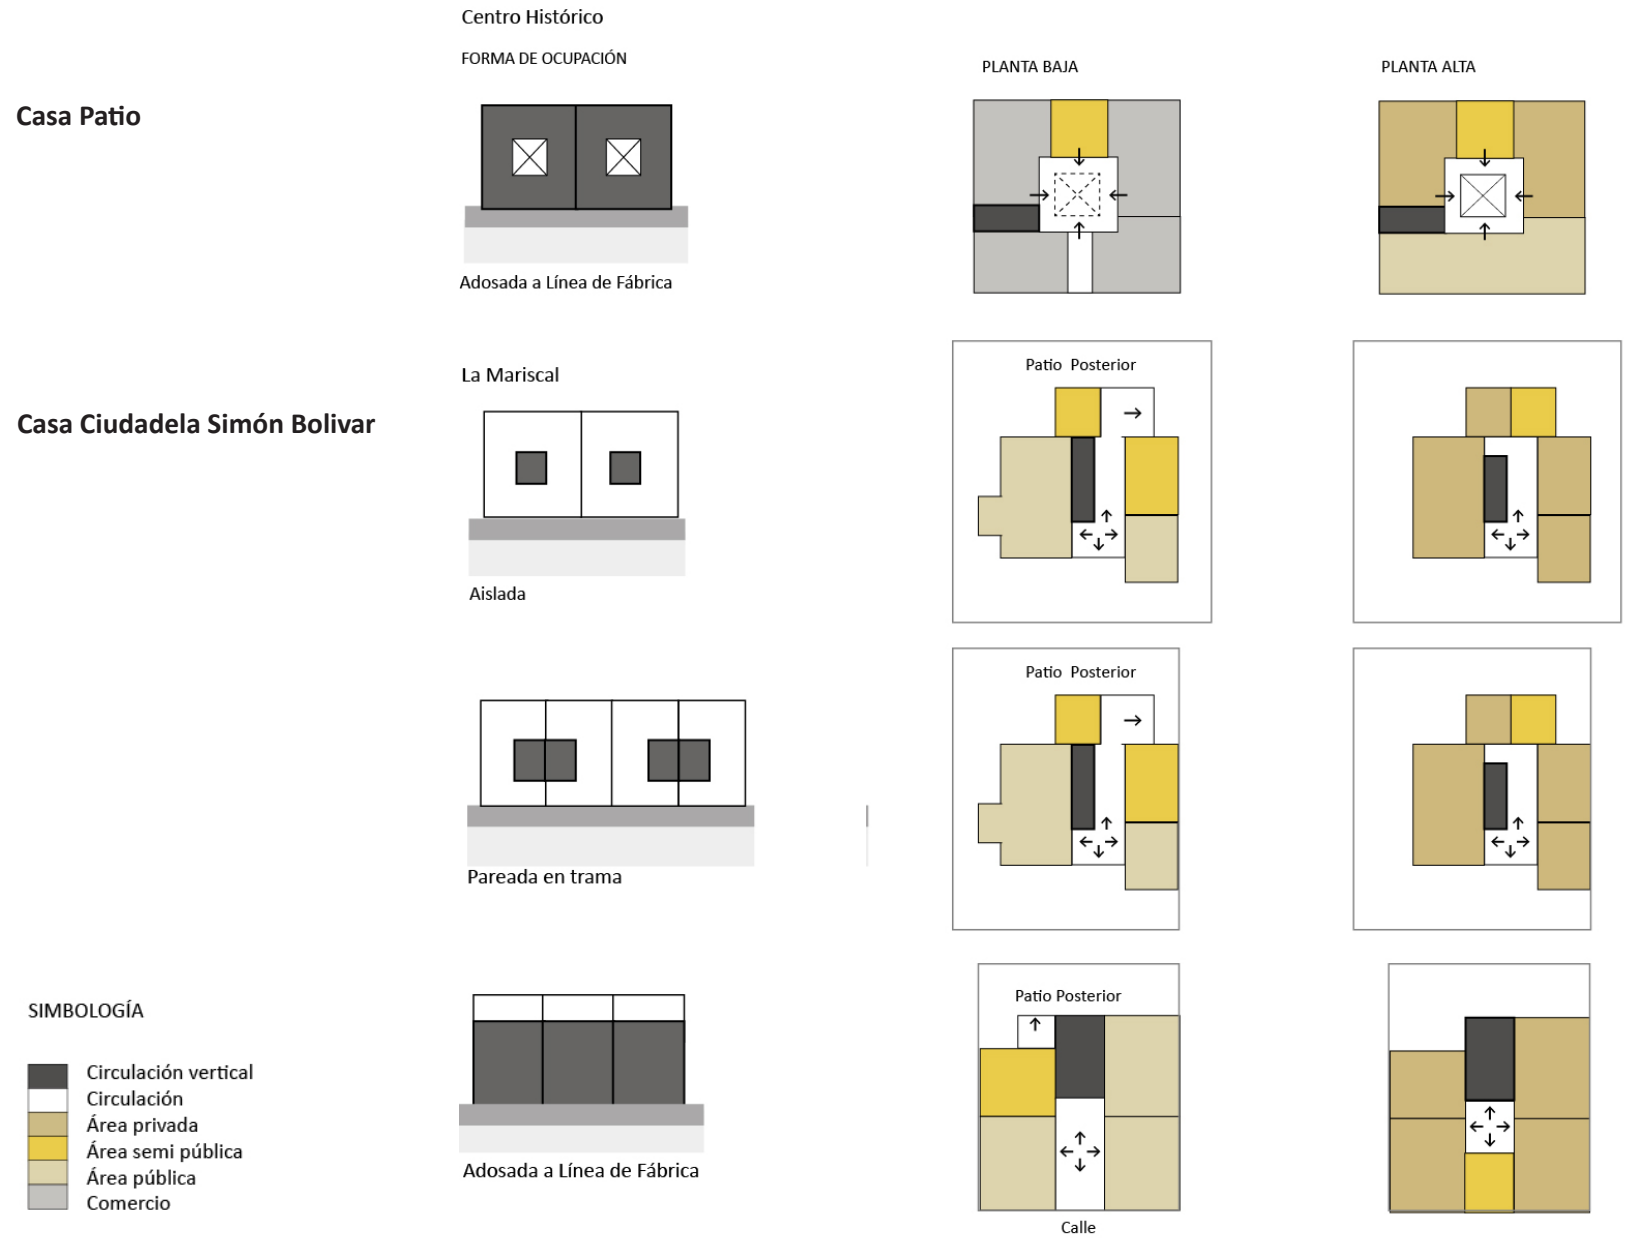 Centro Histórico
FORMA DE OCUPACIÓN
PLANTA BAJA
PLANTA ALTA
Casa Patio
Adosada a Línea de Fábrica
La Mariscal
Patio Posterior
Casa Ciudadela Simón Bolivar
Aislada
Patio Posterior
Pareada en trama
Patio Posterior
SIMBOLOGÍA
Circulación vertical
Circulación
Área privada
Área semi pública
Área pública
Comercio
Adosada a Línea de Fábrica
Calle